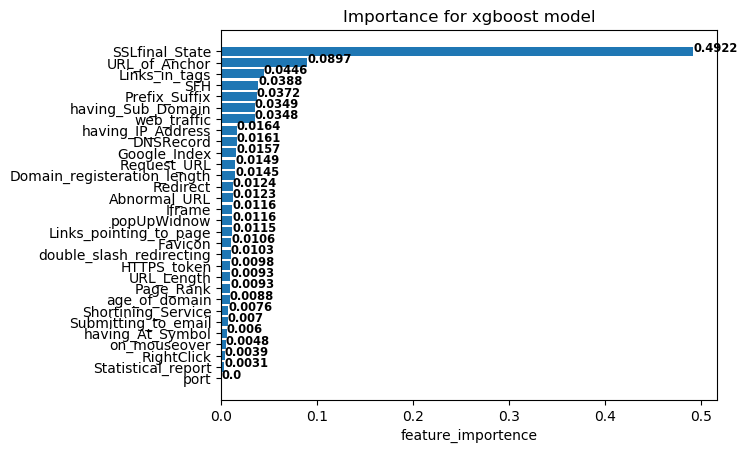 Importance for xgboost model
SSLfinal_State 0.4922
URL_of_Anchor 0.0897
Links_in_tags 0.0446
SFH 0.0388
Prefix_Suffix 0.0372
having_Sub_Domain 0.0349
web_traffic 0.0348
having_IP_Address 0.0164
DNSRecord 0.0161
Google_Index 0.0157
Request_URL 0.0149
Domain_registeration_length 0.0145
Redirect 0.0124
Abnormal_URL 0.0123
Iframe 0.0116
popUpWidnow 0.0116
Links_pointing_to_page 0.0115
Favicon 0.0106
double_slash_redirecting 0.0103
HTTPS_token 0.0098
URL_Length 0.0093
Page_Rank 0.0093
age_of_domain 0.0088
Shortining_Service 0.0076
Submitting_to_email 0.007
having_At_Symbol 0.006
on_mouseover 0.0048
RightClick 0.0039
Statistical_report 0.0031
port 0.0
0.0 0.1 0.2 0.3 0.4 0.5
feature_importence